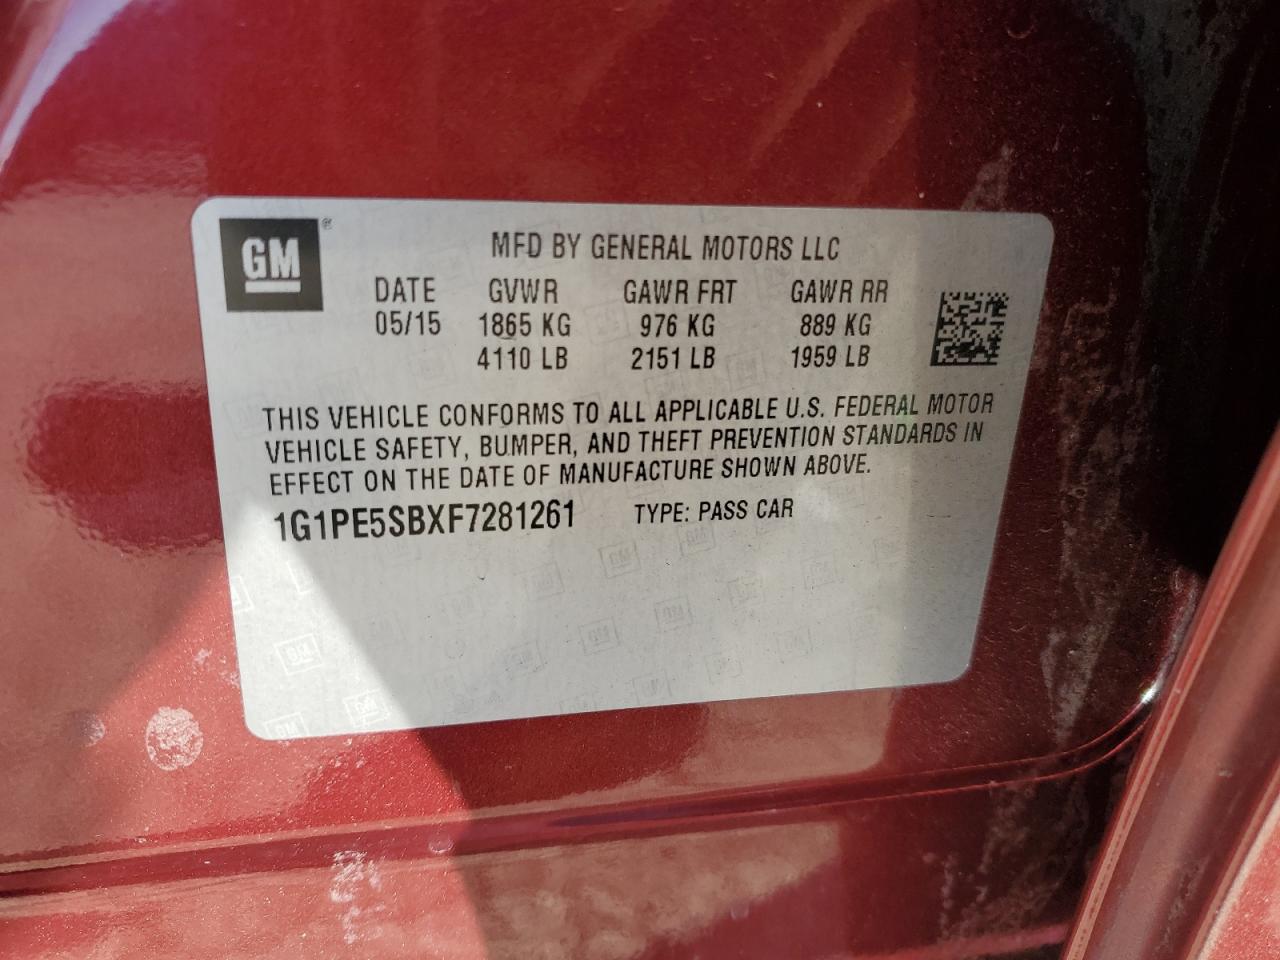 GM ®
MFD BY GENERAL MOTORS LLC
DATE GVWR GAWR FRT GAWR RR
05/15 1865 KG 976 KG 889 KG
4110 LB 2151 LB 1959 LB
THIS VEHICLE CONFORMS TO ALL APPLICABLE U.S. FEDERAL MOTOR
VEHICLE SAFETY, BUMPER, AND THEFT PREVENTION STANDARDS IN
EFFECT ON THE DATE OF MANUFACTURE SHOWN ABOVE.
1G1PE5SBXF7281261 TYPE: PASS CAR